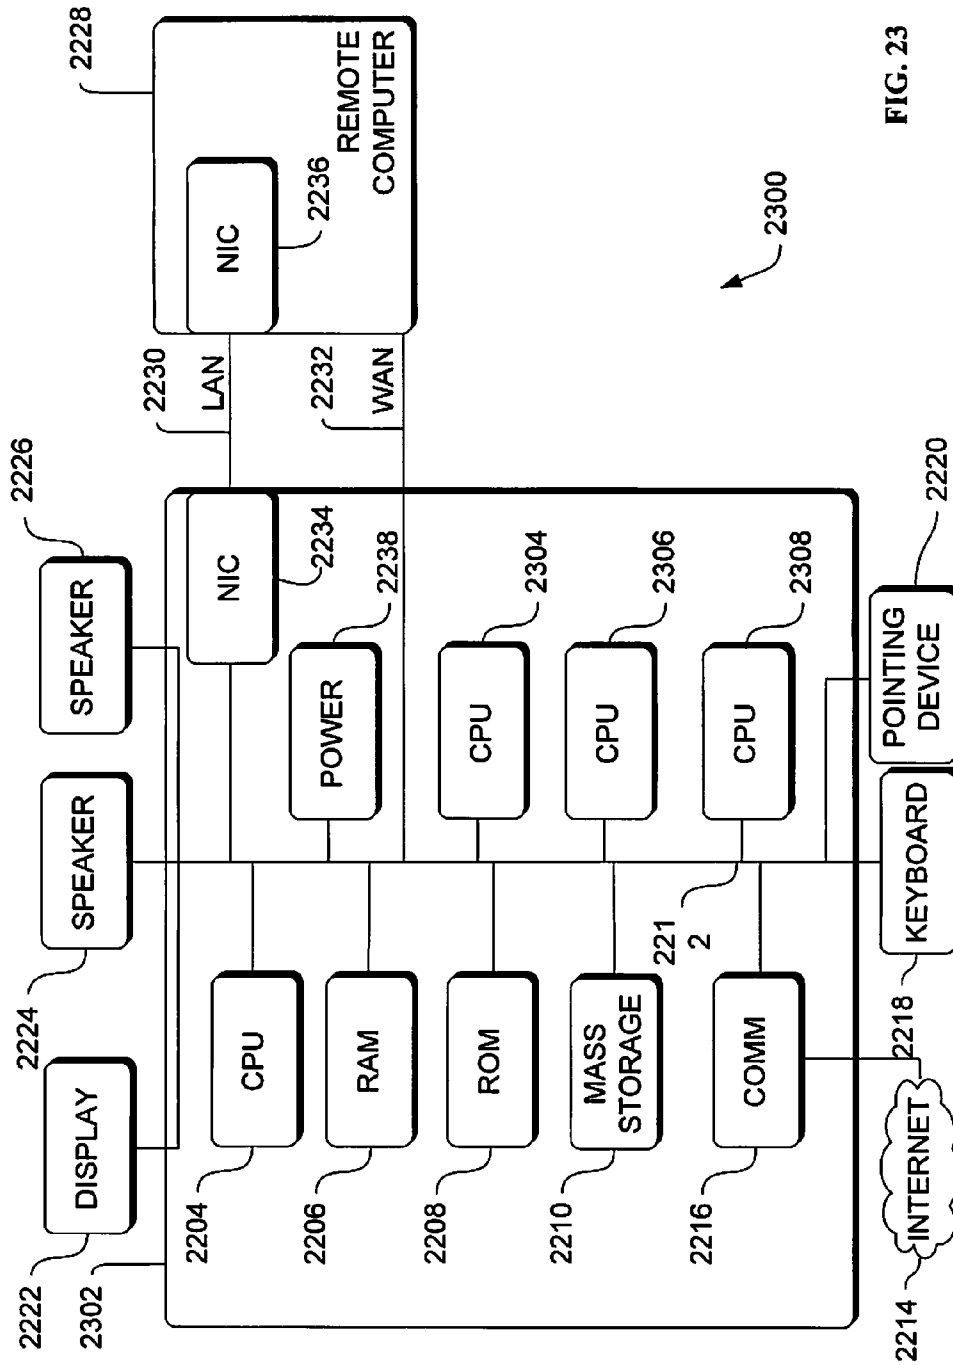 2222
DISPLAY
2224
SPEAKER
SPEAKER
2226
2302
2204
CPU
2206
RAM
2208
ROM
2210
MASS
STORAGE
2216
COMM
221
2
NIC
2234
POWER
2238
CPU
2304
CPU
2306
CPU
2308
2214
INTERNET
2218
KEYBOARD
POINTING
DEVICE
2220
2230
LAN
2232
WAN
2228
NIC
2236
REMOTE
COMPUTER
2300
FIG. 23